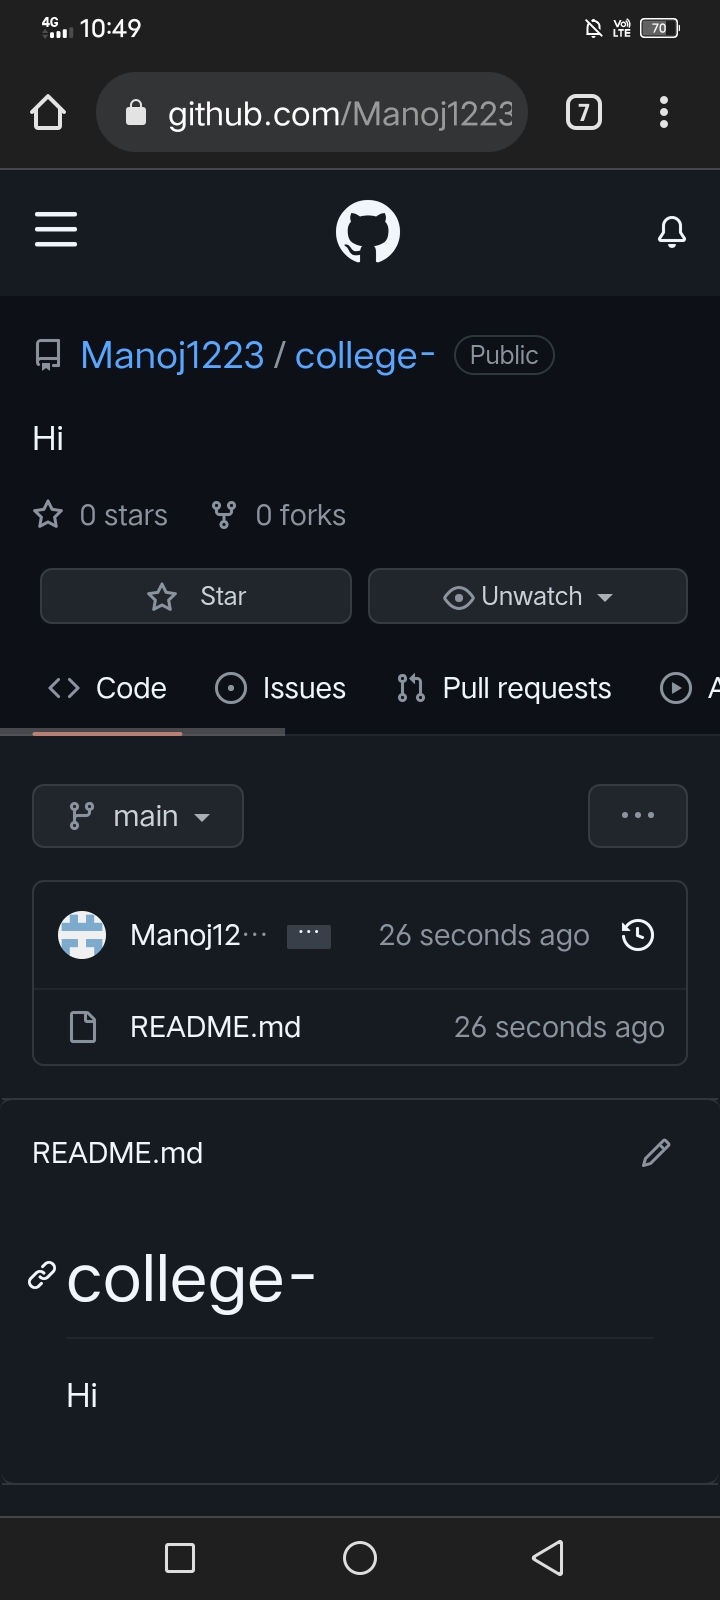 4G 10:49 Vo) LTE 70
github.com/Manoj1223
7
Manoj1223 / college- Public
Hi
0 stars 0 forks
Star Unwatch
Code Issues Pull requests A
main ...
Manoj12... ... 26 seconds ago
README.md 26 seconds ago
README.md
college-
Hi